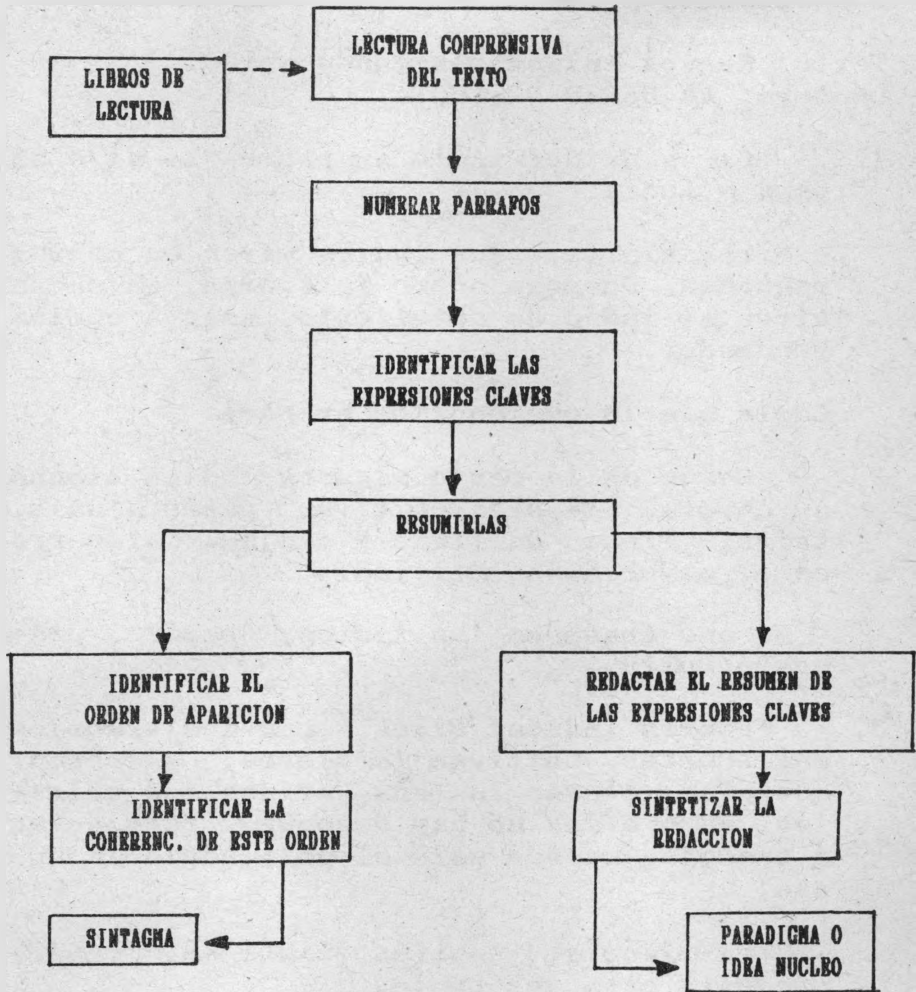 LECTURA COMPRENSIVA
DEL TEXTO
LIBROS DE
LECTURA
NUMERAR PARRAFOS
IDENTIFICAR LAS
EXPRESIONES CLAVES
RESUMIRLAS
IDENTIFICAR EL
ORDEN DE APARICION
REDACTAR EL RESUMEN DE
LAS EXPRESIONES CLAVES
IDENTIFICAR LA
COHERENC. DE ESTE ORDEN
SINTETIZAR LA
REDACCION
SINTAGMA
PARADIGMA O
IDEA NUCLEO